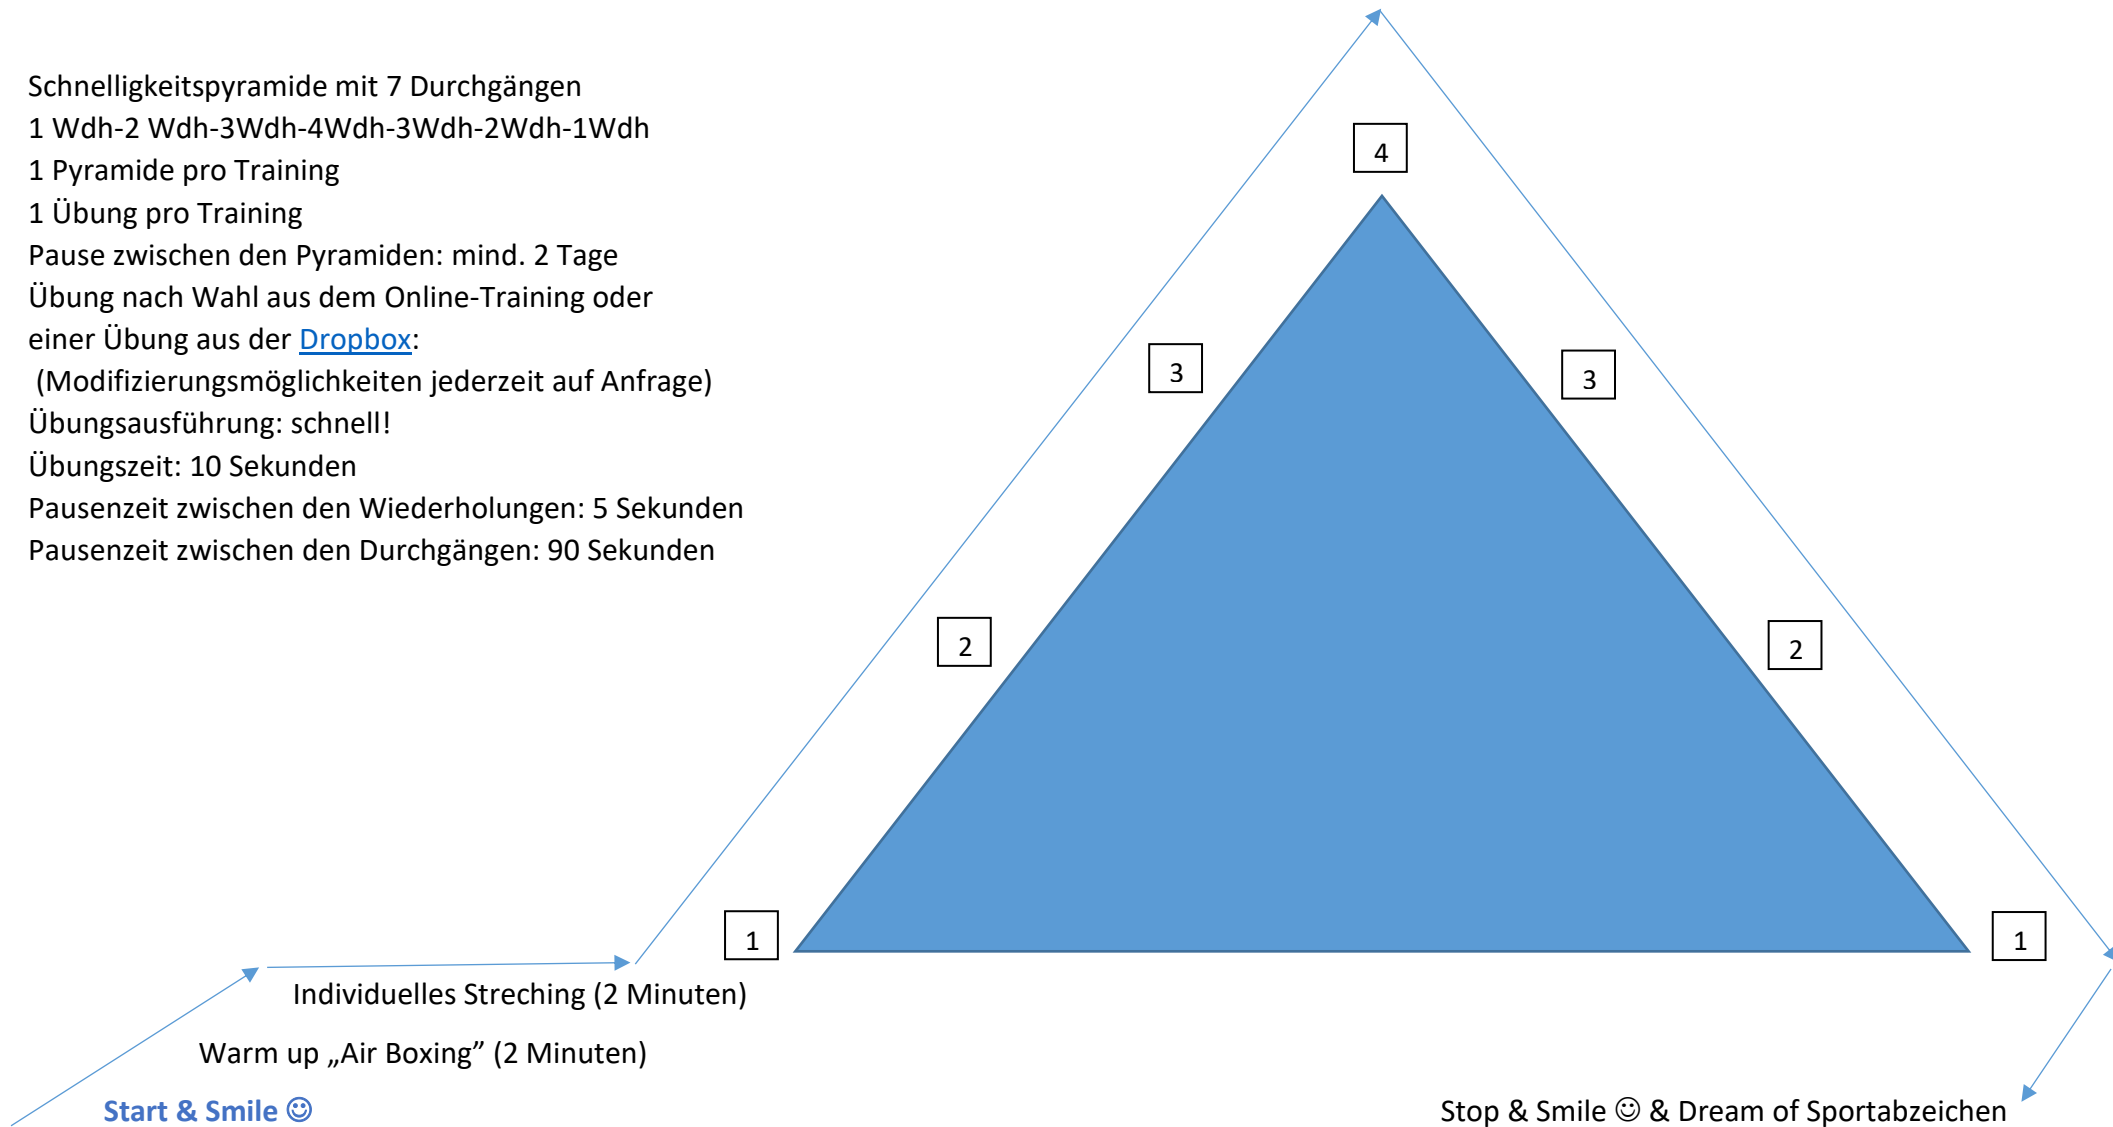 Schnelligkeitspyramide mit 7 Durchgängen
1 Wdh-2 Wdh-3Wdh-4Wdh-3Wdh-2Wdh-1Wdh
1 Pyramide pro Training
1 Übung pro Training
Pause zwischen den Pyramiden: mind. 2 Tage
Übung nach Wahl aus dem Online-Training oder
einer Übung aus der Dropbox:
(Modifizierungsmöglichkeiten jederzeit auf Anfrage)
Übungsausführung: schnell!
Übungszeit: 10 Sekunden
Pausenzeit zwischen den Wiederholungen: 5 Sekunden
Pausenzeit zwischen den Durchgängen: 90 Sekunden
4
3
3
2
2
1
1
Individuelles Streching (2 Minuten)
Warm up „Air Boxing” (2 Minuten)
Start & Smile ☺
Stop & Smile ☺ & Dream of Sportabzeichen